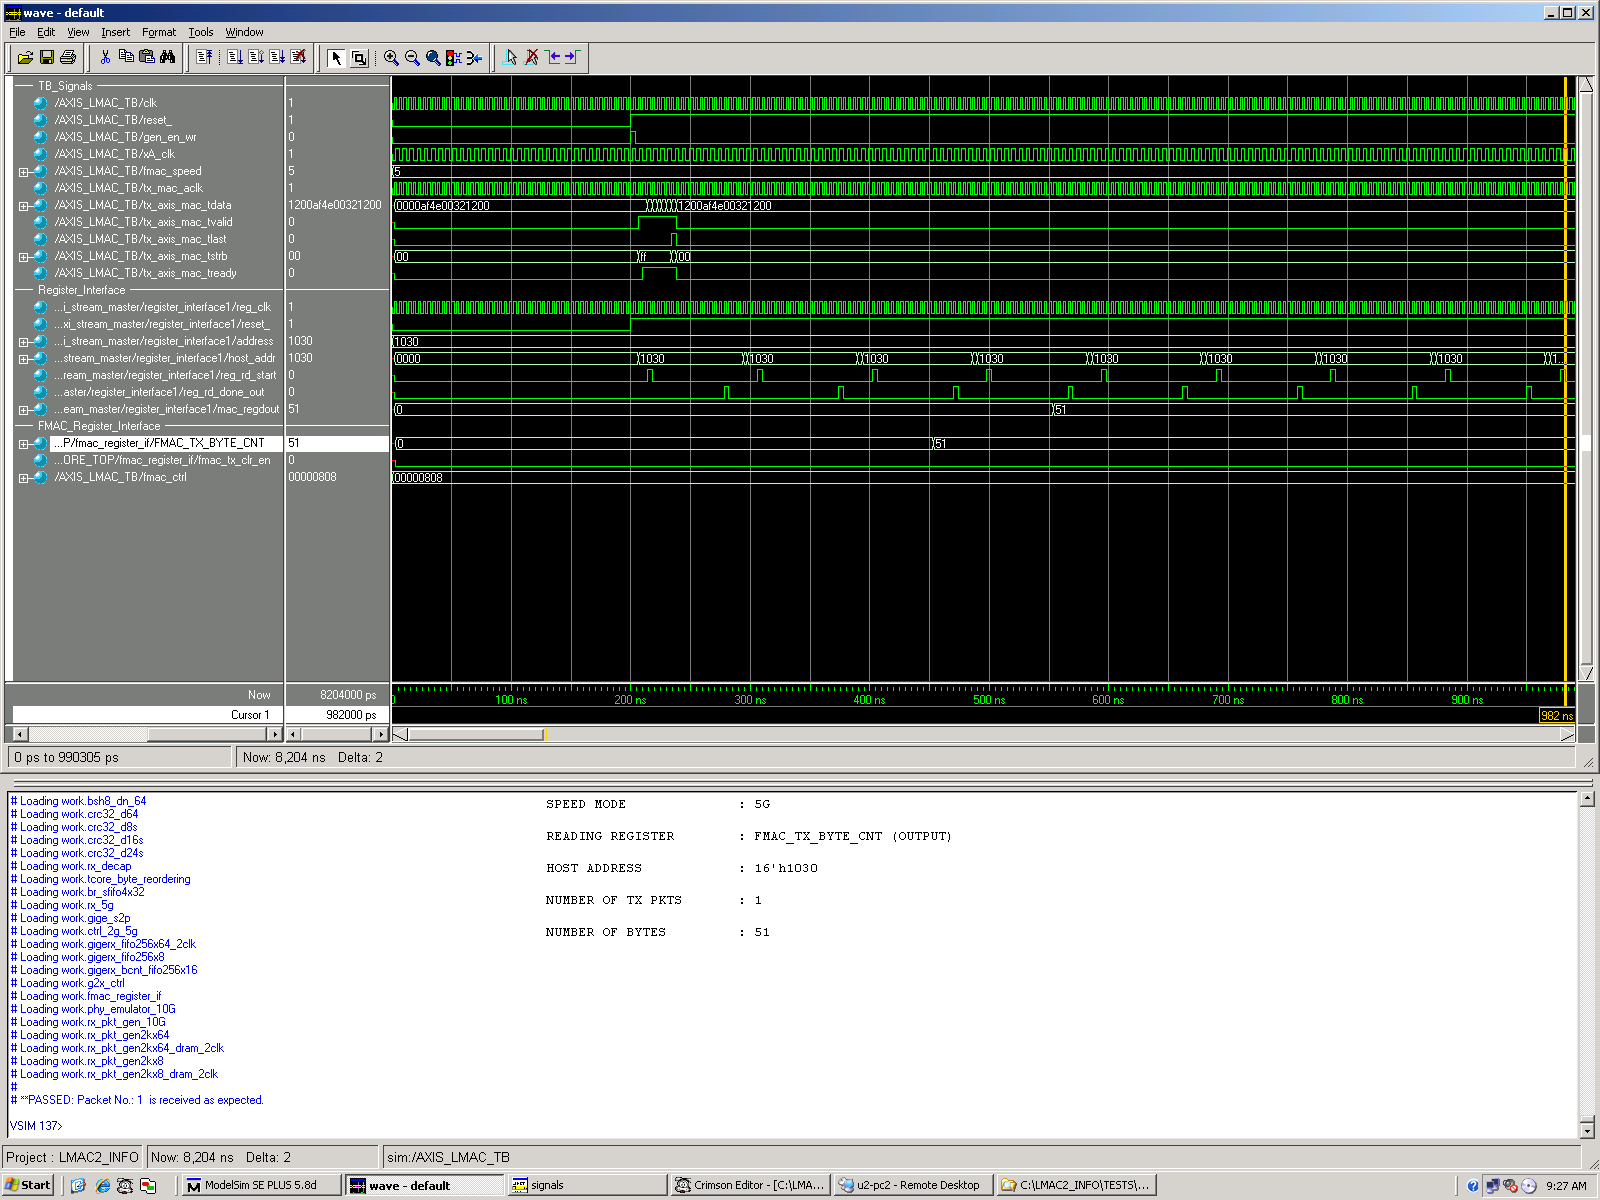 wave - default
File Edit View Insert Format Tools Window
TB_Signals
/AXIS_LMAC_TB/clk 1
/AXIS_LMAC_TB/reset_ 1
/AXIS_LMAC_TB/gen_en_wr 0
/AXIS_LMAC_TB/xA_clk 1
/AXIS_LMAC_TB/fmac_speed 5 5
/AXIS_LMAC_TB/tx_mac_aclk 1
/AXIS_LMAC_TB/tx_axis_mac_tdata 1200af4e00321200 0000af4e00321200 1200af4e00321200
/AXIS_LMAC_TB/tx_axis_mac_tvalid 0
/AXIS_LMAC_TB/tx_axis_mac_tlast 0
/AXIS_LMAC_TB/tx_axis_mac_tstrb 00 00 ff 00
/AXIS_LMAC_TB/tx_axis_mac_tready 0
Register_Interface
...i_stream_master/register_interface1/reg_clk 1
...xi_stream_master/register_interface1/reset_ 1
...i_stream_master/register_interface1/address 1030 1030
...stream_master/register_interface1/host_addr 1030 0000 1030 1030 1030 1030 1030 1030 1030 1030 1...
...ream_master/register_interface1/reg_rd_start 0
...aster/register_interface1/reg_rd_done_out 0
...eam_master/register_interface1/mac_regdout 51 0 51
FMAC_Register_Interface
...P/fmac_register_if/FMAC_TX_BYTE_CNT 51 0 51
...ORE_TOP/fmac_register_if/fmac_tx_clr_en 0
/AXIS_LMAC_TB/fmac_ctrl 00000808 00000808
Now 8204000 ps 0 100 ns 200 ns 300 ns 400 ns 500 ns 600 ns 700 ns 800 ns 900 ns
Cursor 1 982000 ps 982 ns
0 ps to 990305 ps Now: 8,204 ns Delta: 2
# Loading work.bsh8_dn_64
# Loading work.crc32_d64
# Loading work.crc32_d8s
# Loading work.crc32_d16s
# Loading work.crc32_d24s
# Loading work.rx_decap
# Loading work.tcore_byte_reordering
# Loading work.br_sfifo4x32
# Loading work.rx_5g
# Loading work.gige_s2p
# Loading work.ctrl_2g_5g
# Loading work.gigerx_fifo256x64_2clk
# Loading work.gigerx_fifo256x8
# Loading work.gigerx_bcnt_fifo256x16
# Loading work.g2x_ctrl
# Loading work.fmac_register_if
# Loading work.phy_emulator_10G
# Loading work.rx_pkt_gen_10G
# Loading work.rx_pkt_gen2kx64
# Loading work.rx_pkt_gen2kx64_dram_2clk
# Loading work.rx_pkt_gen2kx8
# Loading work.rx_pkt_gen2kx8_dram_2clk
#
# **PASSED: Packet No.: 1 is received as expected.
VSIM 137>
SPEED MODE : 5G
READING REGISTER : FMAC_TX_BYTE_CNT (OUTPUT)
HOST ADDRESS : 16'h1030
NUMBER OF TX PKTS : 1
NUMBER OF BYTES : 51
Project : LMAC2_INFO Now: 8,204 ns Delta: 2 sim:/AXIS_LMAC_TB
Start ModelSim SE PLUS 5.8d wave - default signals Crimson Editor - [C:\LMA... u2-pc2 - Remote Desktop C:\LMAC2_INFO\TESTS\... 9:27 AM